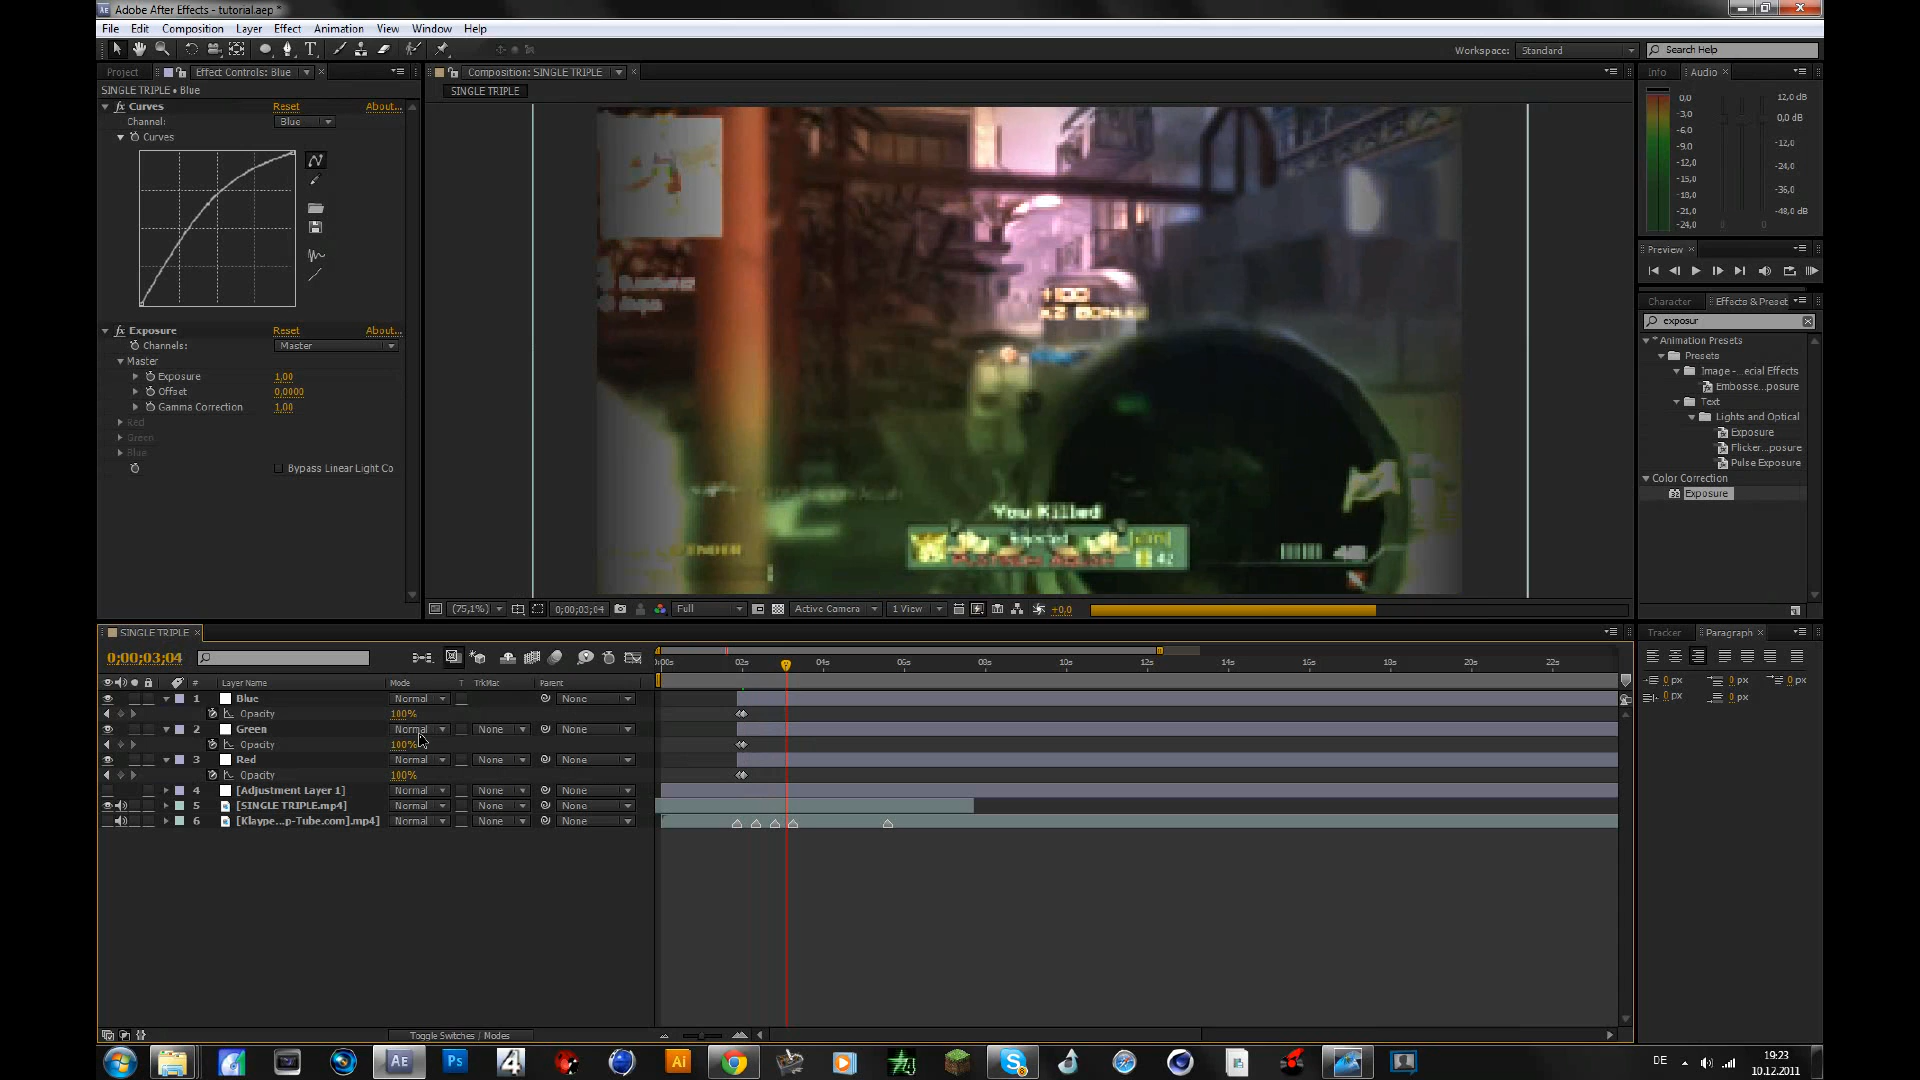 Adobe After Effects - tutorial.aep *
File Edit Composition Layer Effect Animation View Window Help
Workspace: Standard Search Help
Project Effect Controls: Blue
Composition: SINGLE TRIPLE
Info Audio
SINGLE TRIPLE • Blue
SINGLE TRIPLE
Curves Reset About...
Channel: Blue
Curves
Exposure Reset About...
Channels: Master
Master
Exposure 1,00
Offset 0,0000
Gamma Correction 1,00
Red
Green
Blue
Bypass Linear Light Co
+100
X2 BONUS
You Killed
42
(75,1%) 0;00;03;04 Full Active Camera 1 View +0,0
0,0 12,0 dB
-3,0 0,0 dB
-6,0
-9,0 -12,0
-12,0 -24,0
-15,0
-18,0 -36,0
-21,0 -48,0 dB
-24,0
Preview
Character Effects & Preset
exposur
* Animation Presets
Presets
Image -...ecial Effects
Embosse...posure
Text
Lights and Optical
Exposure
Flicker...posure
Pulse Exposure
Color Correction
Exposure
Tracker Paragraph
0 px 0 px 0 px
0 px 0 px
SINGLE TRIPLE
0;00;03;04
0:00s 02s 04s 06s 08s 10s 12s 14s 16s 18s 20s 22s
# Layer Name Mode T TrkMat Parent
1 Blue Normal None
Opacity 100%
2 Green Normal None None
Opacity 100%
3 Red Normal None None
Opacity 100%
4 [Adjustment Layer 1] Normal None None
5 [SINGLE TRIPLE.mp4] Normal None None
6 [Klaype...p-Tube.com].mp4] Normal None None
Toggle Switches / Modes
Ae Ps 4 Ai S
DE 19:23
10.12.2011